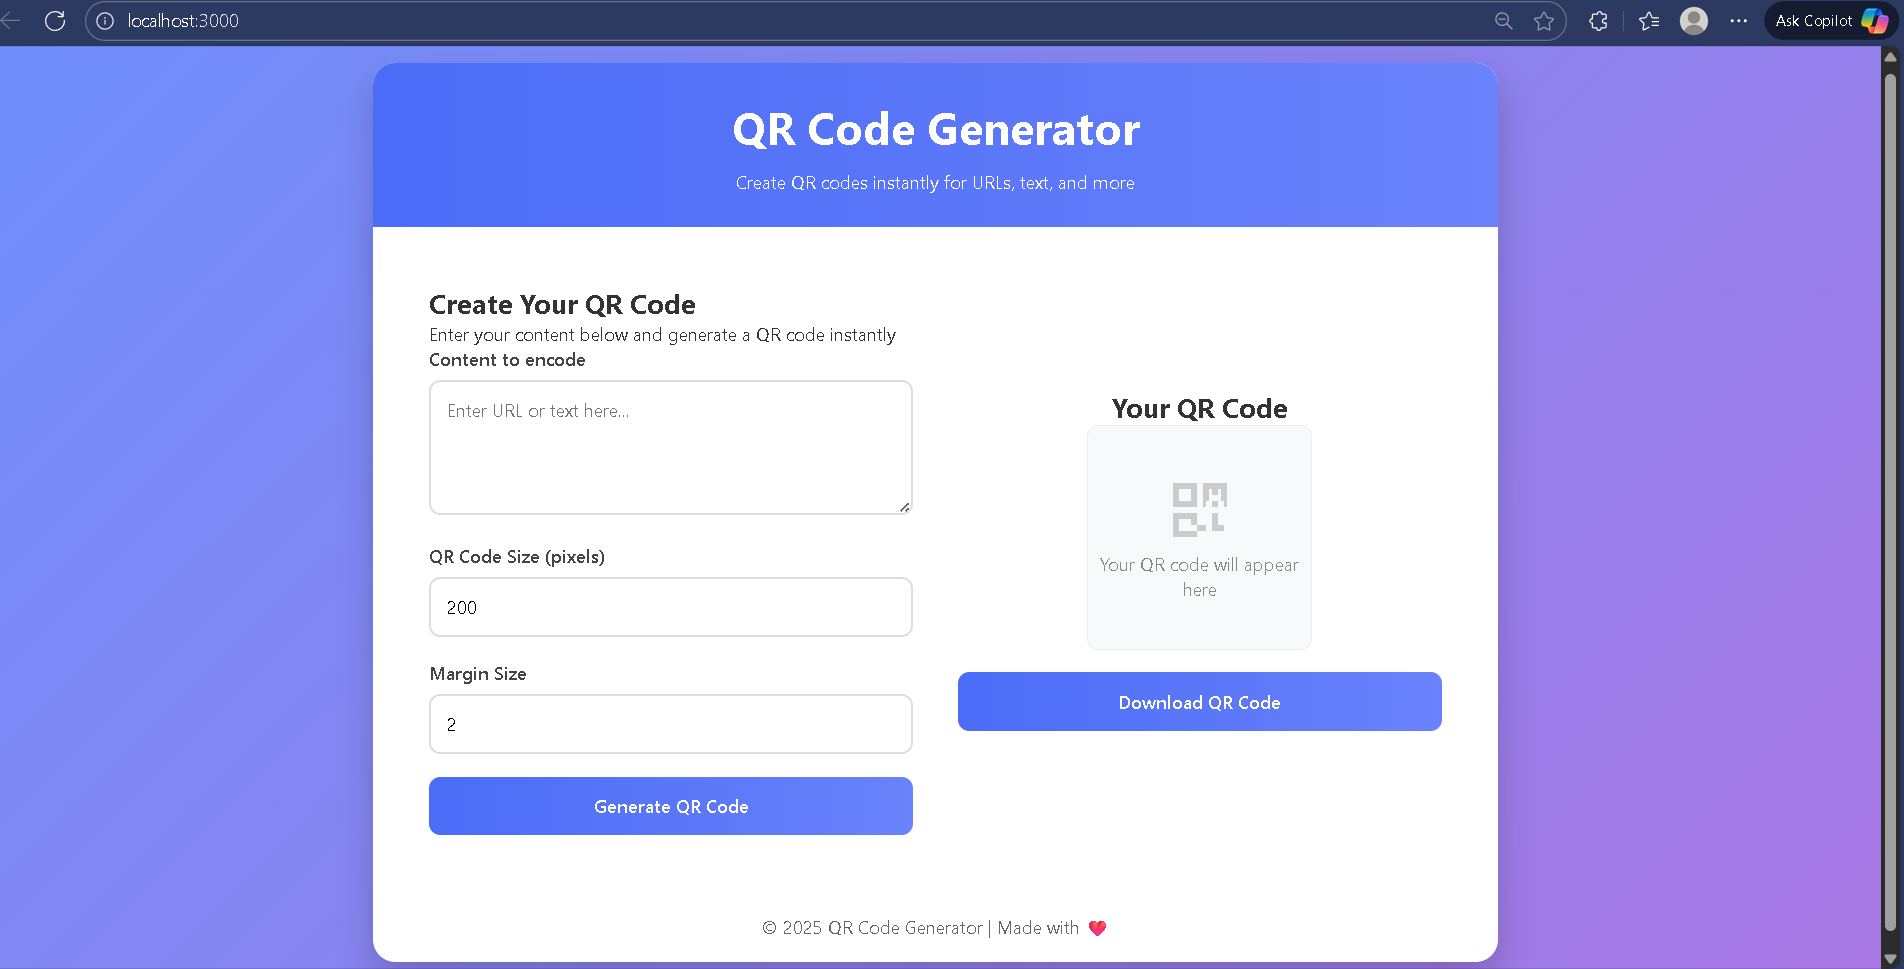 localhost:3000
Ask Copilot
QR Code Generator
Create QR codes instantly for URLs, text, and more
Create Your QR Code
Enter your content below and generate a QR code instantly
Content to encode
Enter URL or text here...
QR Code Size (pixels)
200
Margin Size
2
Generate QR Code
Your QR Code
Your QR code will appear
here
Download QR Code
© 2025 QR Code Generator | Made with ❤️